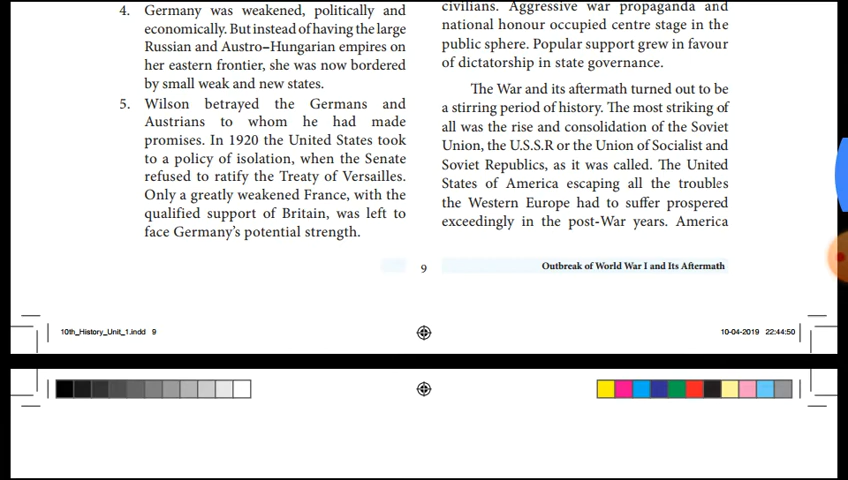 4. Germany was weakened, politically and
economically. But instead of having the large
Russian and Austro–Hungarian empires on
her eastern frontier, she was now bordered
by small weak and new states.
5. Wilson betrayed the Germans and
Austrians to whom he had made
promises. In 1920 the United States took
to a policy of isolation, when the Senate
refused to ratify the Treaty of Versailles.
Only a greatly weakened France, with the
qualified support of Britain, was left to
face Germany's potential strength.
civilians. Aggressive war propaganda and
national honour occupied centre stage in the
public sphere. Popular support grew in favour
of dictatorship in state governance.
The War and its aftermath turned out to be
a stirring period of history. The most striking of
all was the rise and consolidation of the Soviet
Union, the U.S.S.R or the Union of Socialist and
Soviet Republics, as it was called. The United
States of America escaping all the troubles
the Western Europe had to suffer prospered
exceedingly in the post-War years. America
9
Outbreak of World War I and Its Aftermath
10th_History_Unit_1.indd 9
10-04-2019 22:44:50